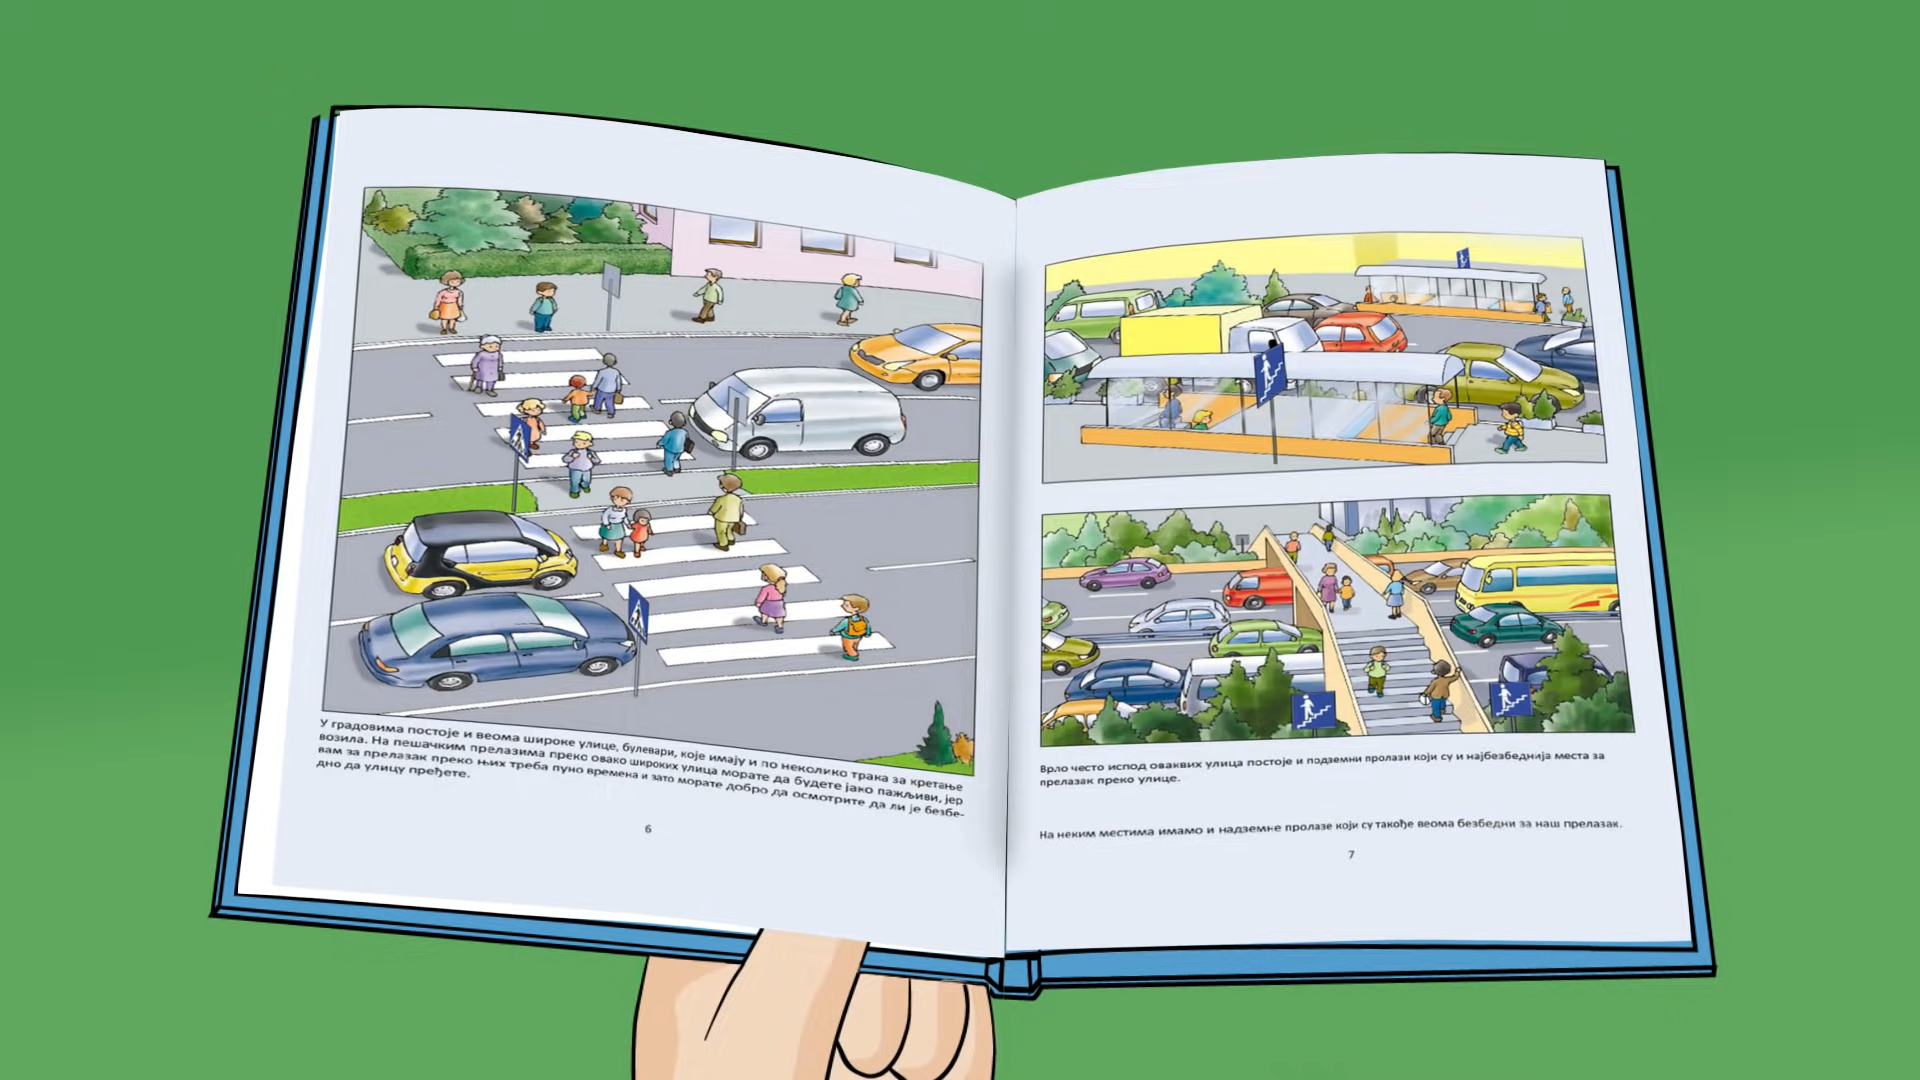 У градовима постоје и веома широке улице, булевари, које имају и по неколико трака за кретање
возила. На пешачким прелазима преко овако широких улица морате да будете јако пажљиви, јер
вам за прелазак преко њих треба пуно времена и зато морате добро да осмотрите да ли је безбе-
дно да улицу пређете.
6
Врло често испод оваквих улица постоје и подземни пролази који су и најбезбеднија места за
прелазак преко улице.
На неким местима имамо и надземне пролазе који су такође веома безбедни за наш прелазак.
7